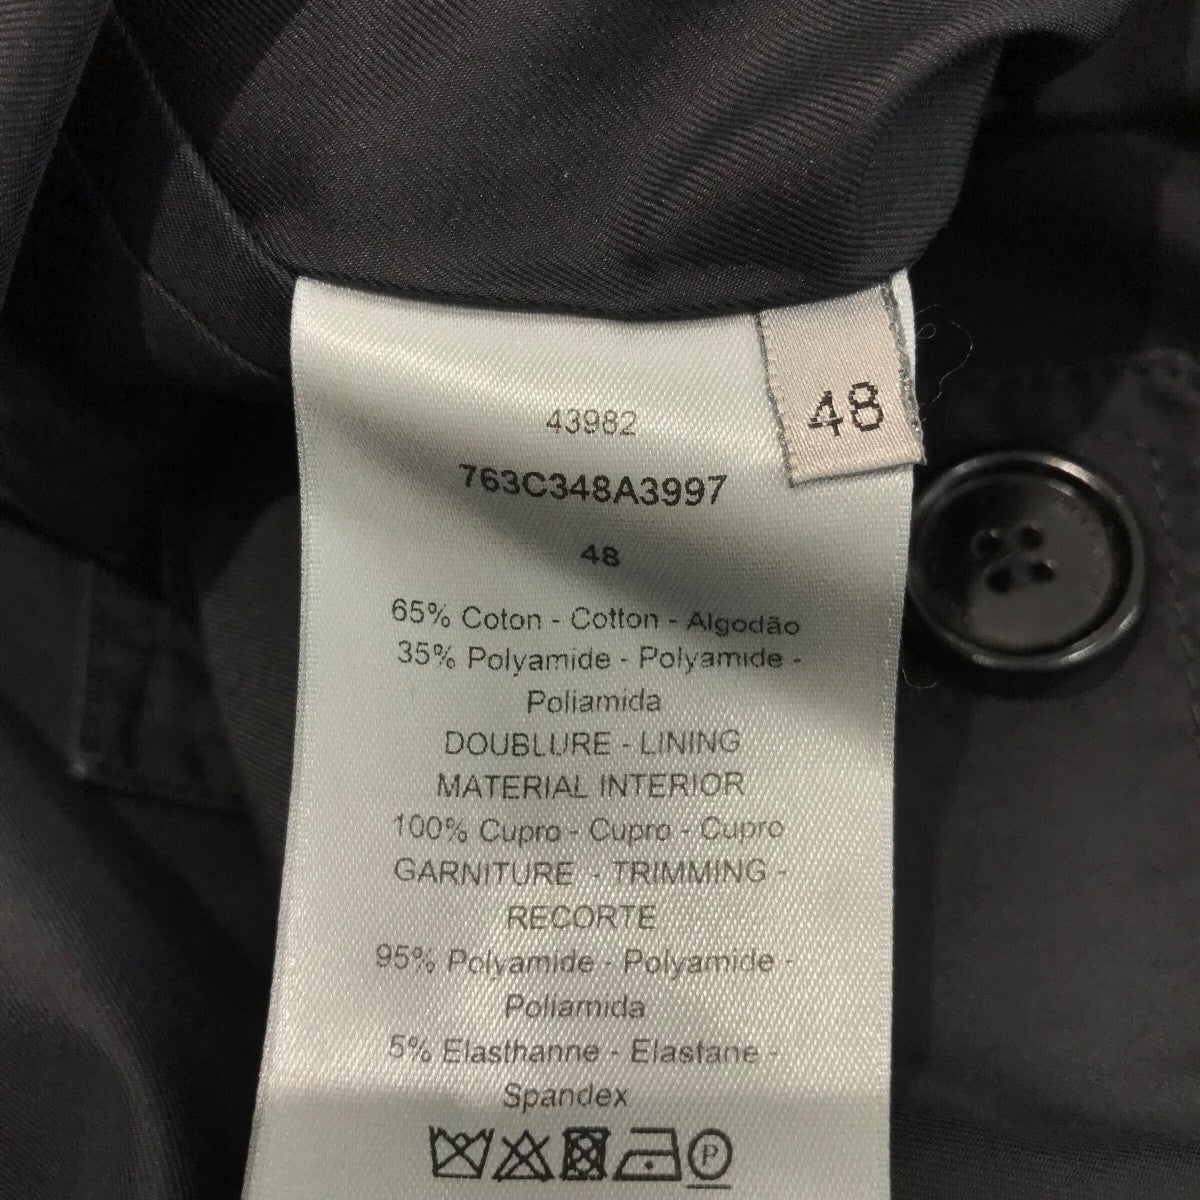 48
43982
763C348A3997
48
65% Coton - Cotton - Algodão
35% Polyamide - Polyamide -
Poliamida
DOUBLURE - LINING
MATERIAL INTERIOR
100% Cupro - Cupro - Cupro
GARNITURE - TRIMMING -
RECORTE
95% Polyamide - Polyamide -
Poliamida
5% Elasthanne - Elastane -
Spandex
P